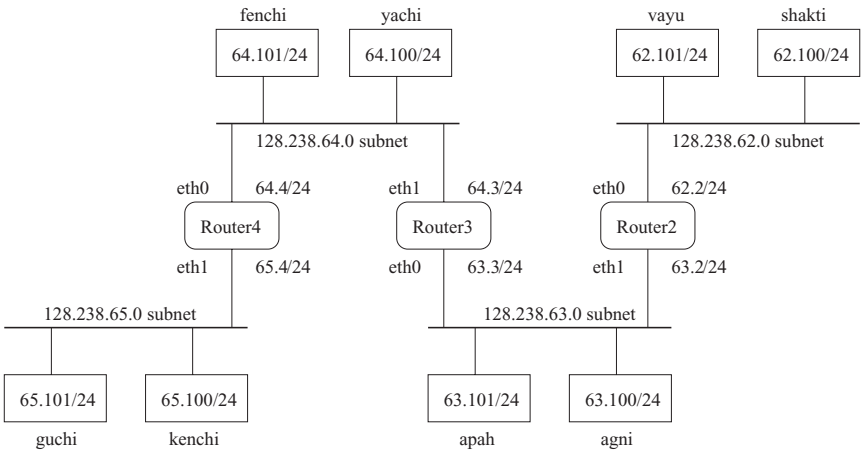 fenchi yachi vayu shakti
64.101/24 64.100/24 62.101/24 62.100/24
128.238.64.0 subnet 128.238.62.0 subnet
eth0 64.4/24 eth1 64.3/24 eth0 62.2/24
Router4 Router3 Router2
eth1 65.4/24 eth0 63.3/24 eth1 63.2/24
128.238.65.0 subnet 128.238.63.0 subnet
65.101/24 65.100/24 63.101/24 63.100/24
guchi kenchi apah agni